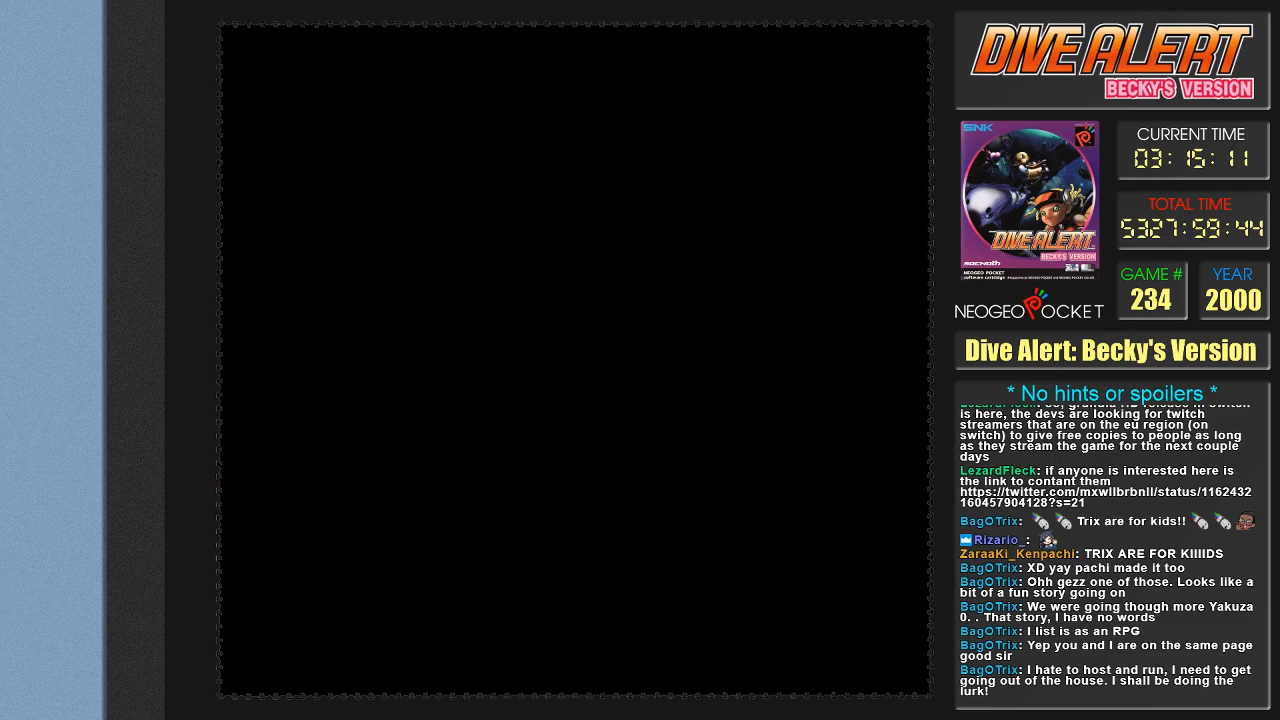 DIVE ALERT
BECKY'S VERSION
SNK
DIVE ALERT
BECKY'S VERSION
NEOGEO POCKET
CURRENT TIME
03:15:11
TOTAL TIME
5327:59:44
GAME #
234
YEAR
2000
NEOGEO POCKET
Dive Alert: Becky's Version
* No hints or spoilers *
is here, the devs are looking for twitch
streamers that are on the eu region (on
switch) to give free copies to people as long
as they stream the game for the next couple
days
LezardFleck: if anyone is interested here is
the link to contant them
https://twitter.com/mxwllbrbnll/status/1162432
160457904128?s=21
BagOTrix: Trix are for kids!!
Rizario_:
ZaraaKi_Kenpachi: TRIX ARE FOR KIIIIDS
BagOTrix: XD yay pachi made it too
BagOTrix: Ohh gezz one of those. Looks like a
bit of a fun story going on
BagOTrix: We were going though more Yakuza
0. . That story, I have no words
BagOTrix: I list is as an RPG
BagOTrix: Yep you and I are on the same page
good sir
BagOTrix: I hate to host and run, I need to get
going out of the house. I shall be doing the
lurk!